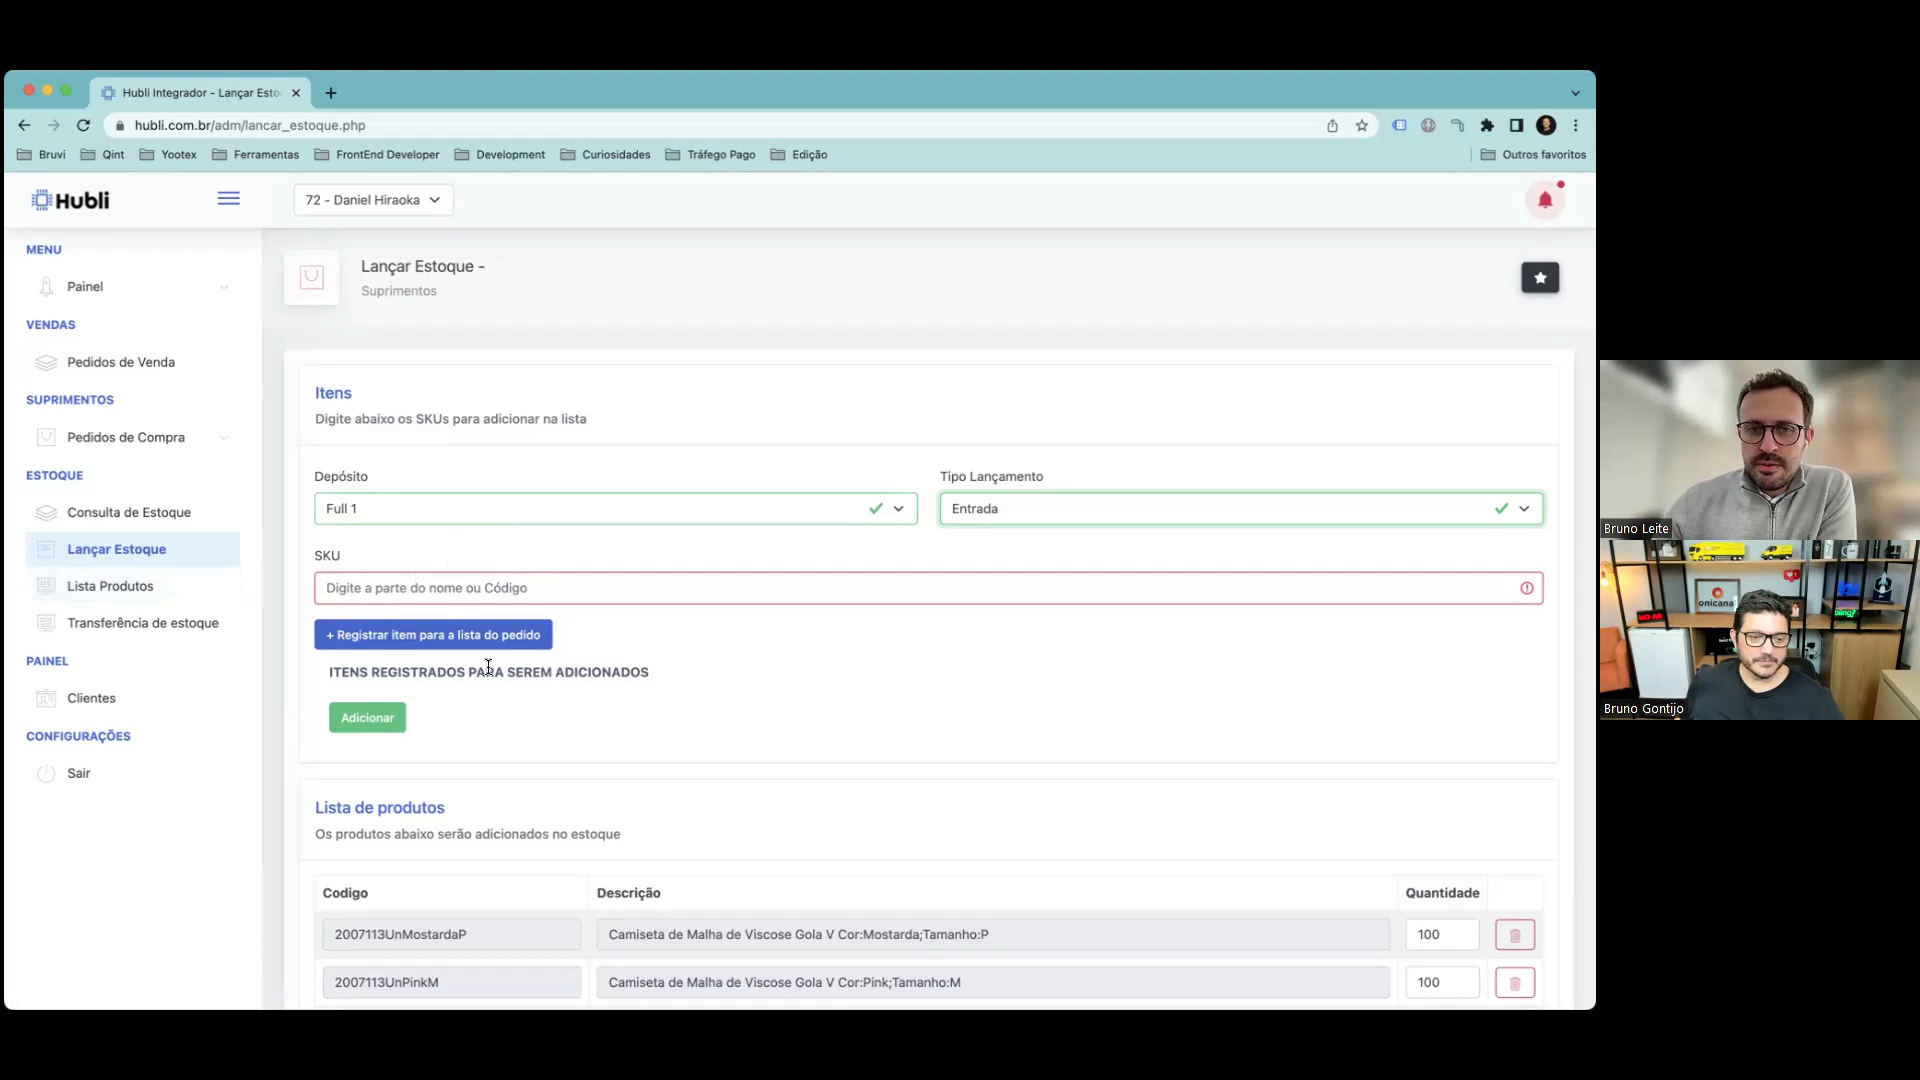 Hubli Integrador - Lançar Esto
hubli.com.br/adm/lancar_estoque.php
Bruvi
Qint
Yootex
Ferramentas
FrontEnd Developer
Development
Curiosidades
Tráfego Pago
Edição
Outros favoritos
Hubli
72 - Daniel Hiraoka
MENU
Painel
VENDAS
Pedidos de Venda
SUPRIMENTOS
Pedidos de Compra
ESTOQUE
Consulta de Estoque
Lançar Estoque
Lista Produtos
Transferência de estoque
PAINEL
Clientes
CONFIGURAÇÕES
Sair
Lançar Estoque -
Suprimentos
Itens
Digite abaixo os SKUs para adicionar na lista
Depósito
Tipo Lançamento
Full 1
Entrada
SKU
Digite a parte do nome ou Código
+ Registrar item para a lista do pedido
ITENS REGISTRADOS PARA SEREM ADICIONADOS
Adicionar
Lista de produtos
Os produtos abaixo serão adicionados no estoque
Codigo Descrição Quantidade
2007113UnMostardaP Camiseta de Malha de Viscose Gola V Cor:Mostarda;Tamanho:P 100
2007113UnPinkM Camiseta de Malha de Viscose Gola V Cor:Pink;Tamanho:M 100
Bruno Leite
onicana
bling!
Bruno Gontijo